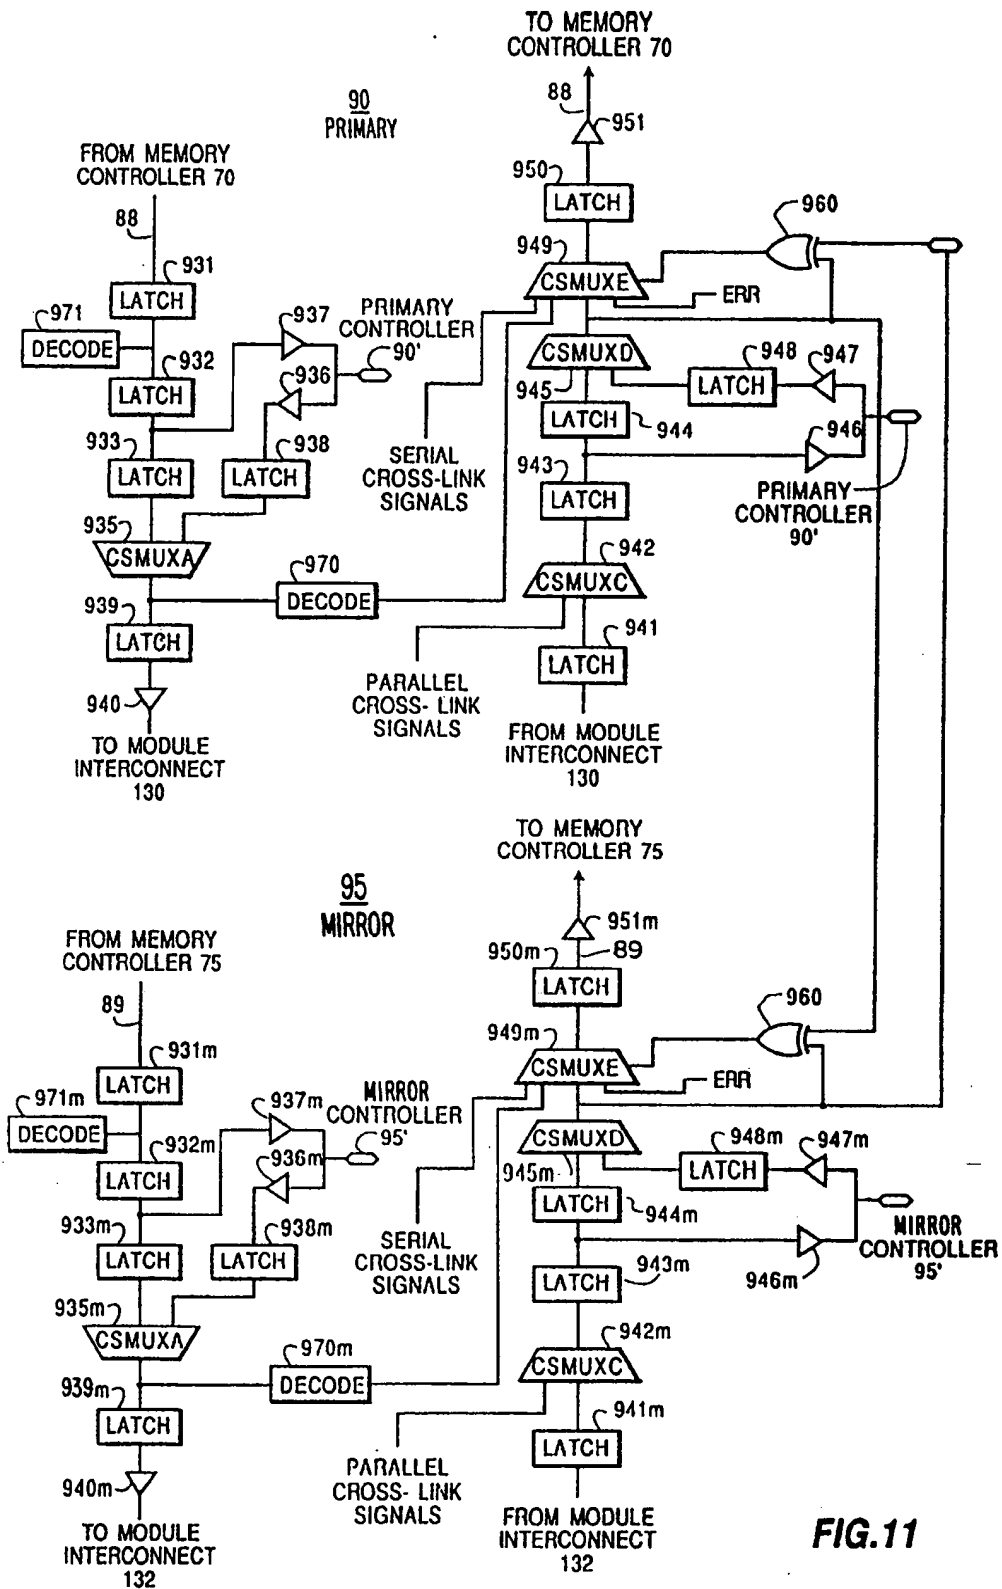 TO MEMORY
CONTROLLER 70
88
951
90
PRIMARY
FROM MEMORY
CONTROLLER 70
950
LATCH
960
88
949
CSMUXE
931
LATCH
ERR
971
DECODE
937
PRIMARY
CONTROLLER
90'
CSMUXD
948
947
932
LATCH
936
945
LATCH
LATCH
944
946
933
LATCH
938
LATCH
SERIAL
CROSS-LINK
SIGNALS
943
LATCH
PRIMARY
CONTROLLER
90'
935
CSMUXA
942
CSMUXC
970
DECODE
939
LATCH
941
LATCH
940
PARALLEL
CROSS- LINK
SIGNALS
TO MODULE
INTERCONNECT
130
FROM MODULE
INTERCONNECT
130
TO MEMORY
CONTROLLER 75
95
MIRROR
951m
89
FROM MEMORY
CONTROLLER 75
950m
LATCH
960
89
949m
CSMUXE
931m
LATCH
ERR
971m
DECODE
937m
MIRROR
CONTROLLER
95'
CSMUXD
948m
947m
932m
LATCH
936m
945m
LATCH
LATCH
944m
933m
LATCH
938m
LATCH
SERIAL
CROSS-LINK
SIGNALS
943m
LATCH
946m
MIRROR
CONTROLLER
95'
935m
CSMUXA
942m
CSMUXC
970m
DECODE
939m
LATCH
941m
LATCH
940m
PARALLEL
CROSS- LINK
SIGNALS
TO MODULE
INTERCONNECT
132
FROM MODULE
INTERCONNECT
132
FIG.11